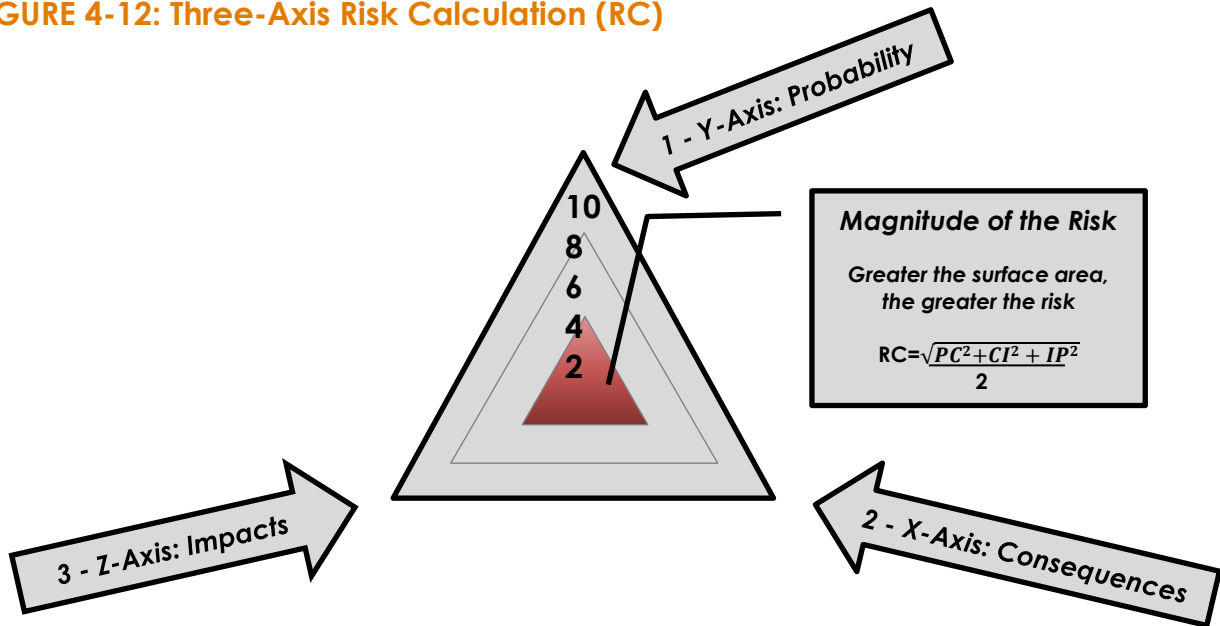 GURE 4-12: Three-Axis Risk Calculation (RC)
1 - Y-Axis: Probability
10
8
6
4
2
Magnitude of the Risk
Greater the surface area,
the greater the risk
RC=√PC²+CI² + IP²
2
3 - Z-Axis: Impacts
2 - X-Axis: Consequences